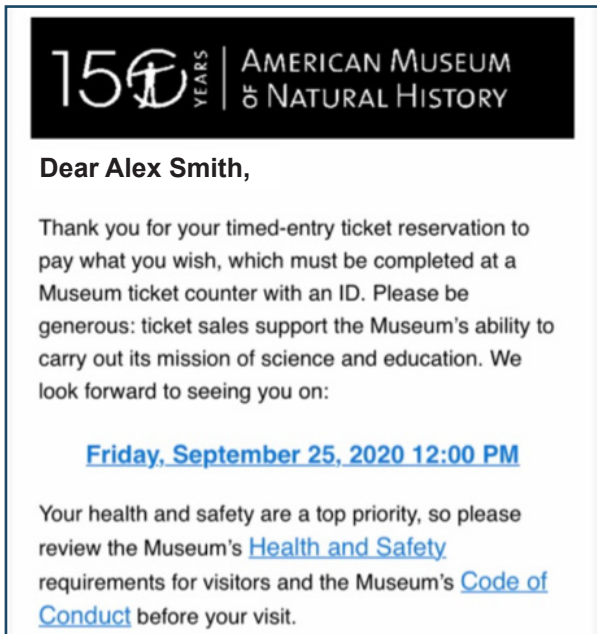 150 YEARS | AMERICAN MUSEUM
OF NATURAL HISTORY
Dear Alex Smith,
Thank you for your timed-entry ticket reservation to
pay what you wish, which must be completed at a
Museum ticket counter with an ID. Please be
generous: ticket sales support the Museum's ability to
carry out its mission of science and education. We
look forward to seeing you on:
Friday, September 25, 2020 12:00 PM
Your health and safety are a top priority, so please
review the Museum's Health and Safety
requirements for visitors and the Museum's Code of
Conduct before your visit.